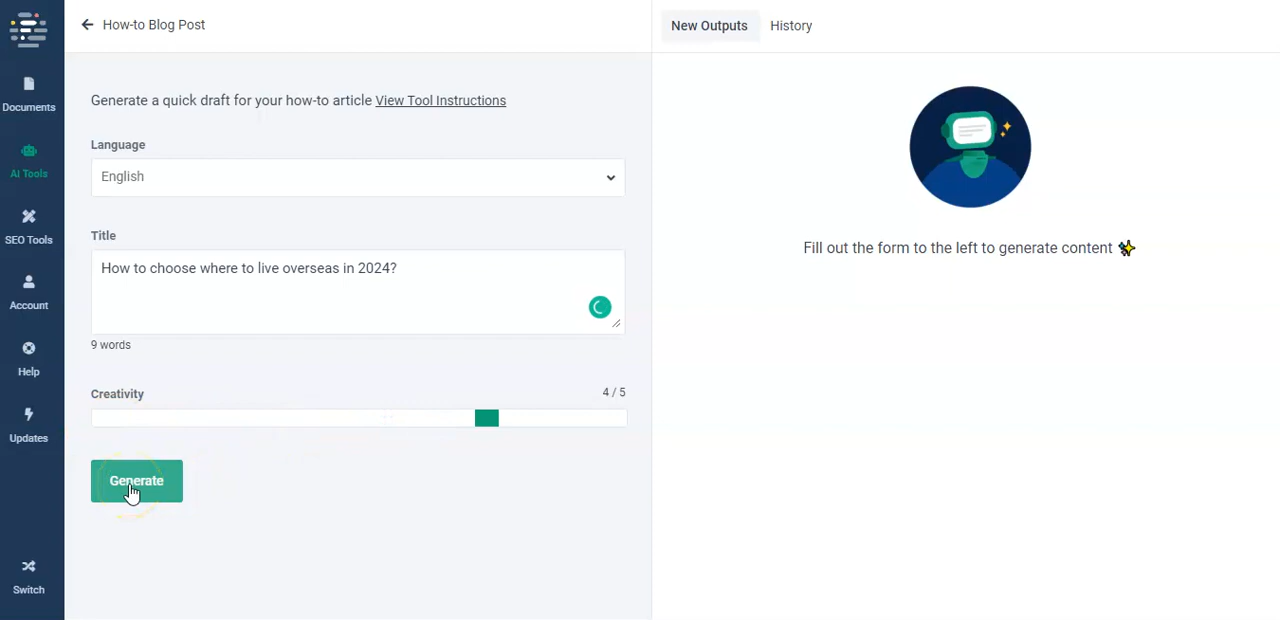 How-to Blog Post
New Outputs
History
Documents
AI Tools
SEO Tools
Account
Help
Updates
Switch
Generate a quick draft for your how-to article View Tool Instructions
Language
English
Title
How to choose where to live overseas in 2024?
9 words
Creativity
4 / 5
Generate
Fill out the form to the left to generate content ✨